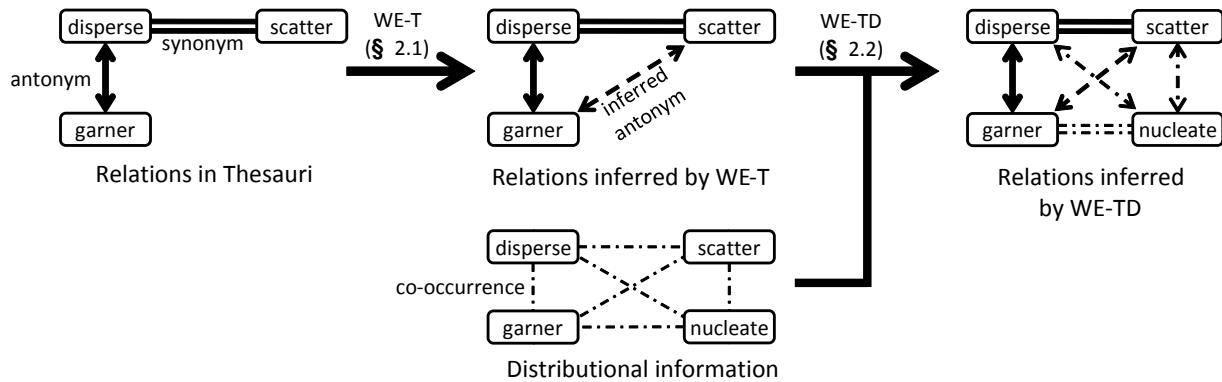 disperse
scatter
synonym
antonym
garner
Relations in Thesauri
WE-T
(§ 2.1)
disperse
scatter
inferred
antonym
garner
Relations inferred by WE-T
WE-TD
(§ 2.2)
disperse
scatter
garner
nucleate
Relations inferred
by WE-TD
disperse
scatter
co-occurrence
garner
nucleate
Distributional information